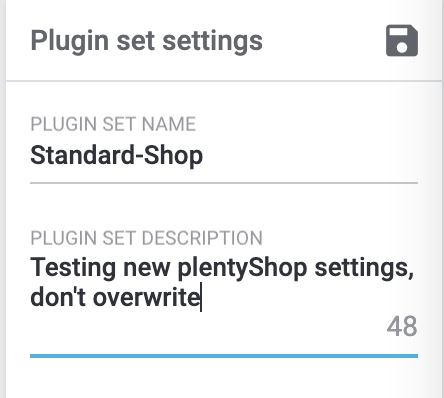 Plugin set settings
PLUGIN SET NAME
Standard-Shop
PLUGIN SET DESCRIPTION
Testing new plentyShop settings,
don't overwrite
48